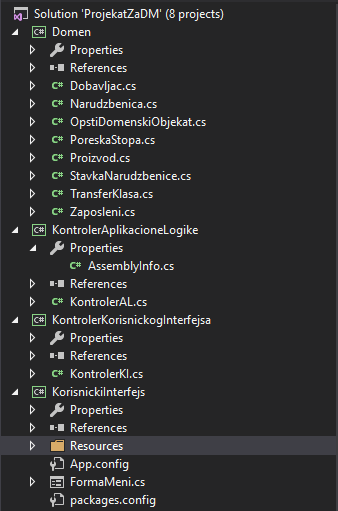 Solution 'ProjekatZaDM' (8 projects)
C# Domen
Properties
References
C# Dobavljac.cs
C# Narudzbenica.cs
C# OpstiDomenskiObjekat.cs
C# PoreskaStopa.cs
C# Proizvod.cs
C# StavkaNarudzbenice.cs
C# TransferKlasa.cs
C# Zaposleni.cs
C# KontrolerAplikacioneLogike
Properties
C# AssemblyInfo.cs
References
C# KontrolerAL.cs
C# KontrolerKorisnickogInterfejsa
Properties
References
C# KontrolerKI.cs
C# KorisnickiInterfejs
Properties
References
Resources
App.config
FormaMeni.cs
packages.config